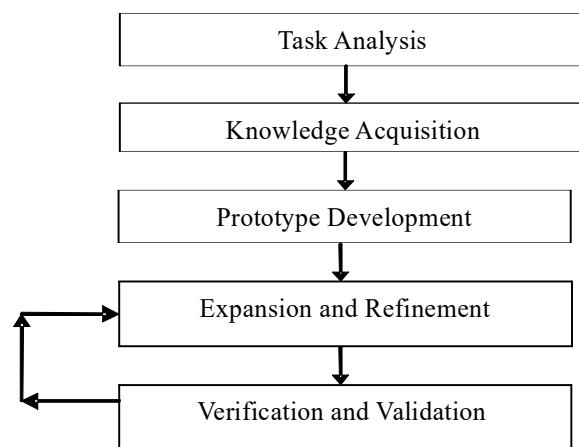 Task Analysis
Knowledge Acquisition
Prototype Development
Expansion and Refinement
Verification and Validation